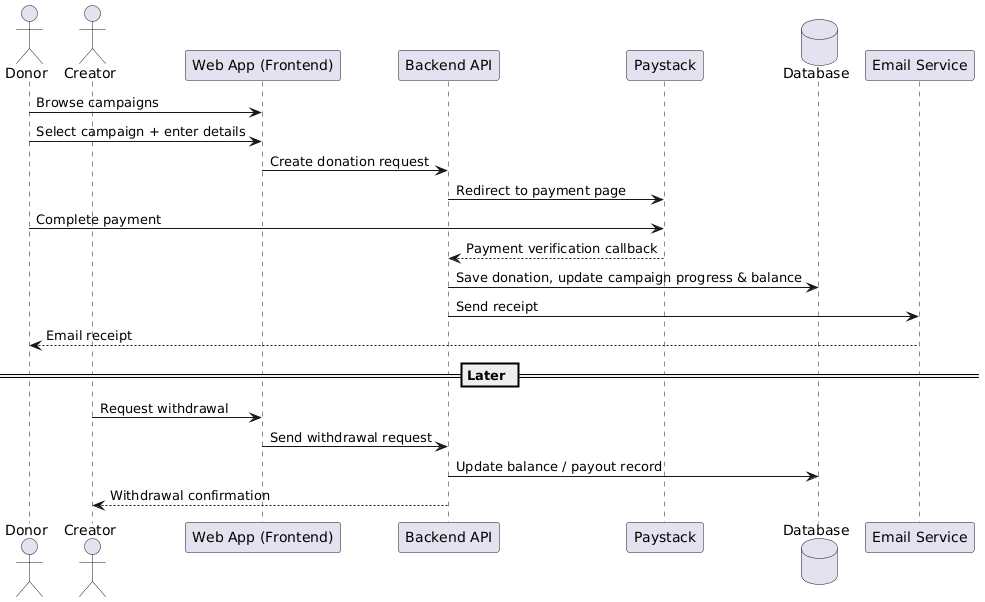 Donor
Creator
Web App (Frontend)
Backend API
Paystack
Database
Email Service
Browse campaigns
Select campaign + enter details
Create donation request
Redirect to payment page
Complete payment
Payment verification callback
Save donation, update campaign progress & balance
Send receipt
Email receipt
Later
Request withdrawal
Send withdrawal request
Update balance / payout record
Withdrawal confirmation
Donor
Creator
Web App (Frontend)
Backend API
Paystack
Database
Email Service